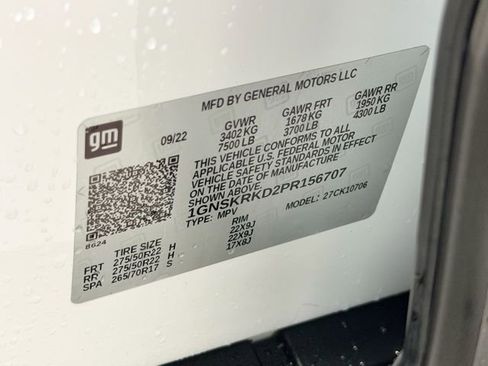 gm
MFD BY GENERAL MOTORS LLC
09/22
GVWR GAWR FRT GAWR RR
3402 KG 1678 KG 1950 KG
7500 LB 3700 LB 4300 LB
THIS VEHICLE CONFORMS TO ALL
APPLICABLE U.S. FEDERAL MOTOR
VEHICLE SAFETY STANDARDS IN EFFECT
ON THE DATE OF MANUFACTURE
SHOWN ABOVE.
1GNSKRKD2PR156707
TYPE: MPV MODEL: 27CK10706
B624
TIRE SIZE RIM
FRT 275/50R22 H 22X9J
RR 275/50R22 H 22X9J
SPA 265/70R17 S 17X8J